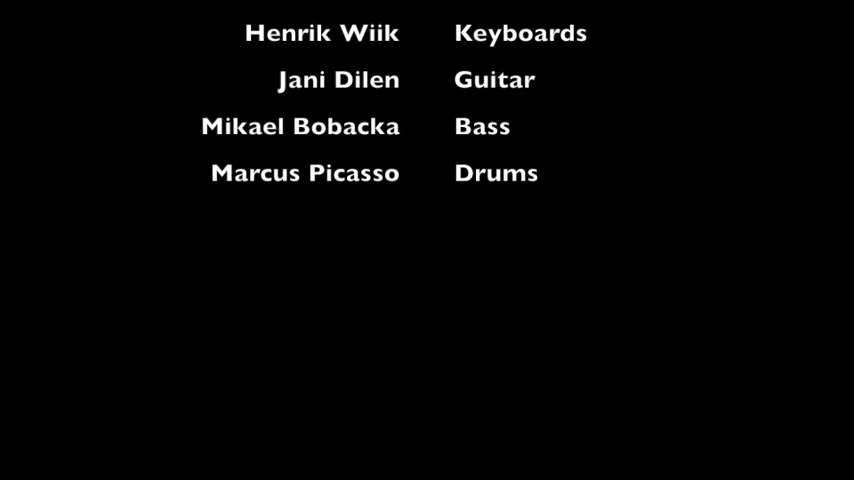 Henrik Wiik Keyboards
Jani Dilen Guitar
Mikael Bobacka Bass
Marcus Picasso Drums